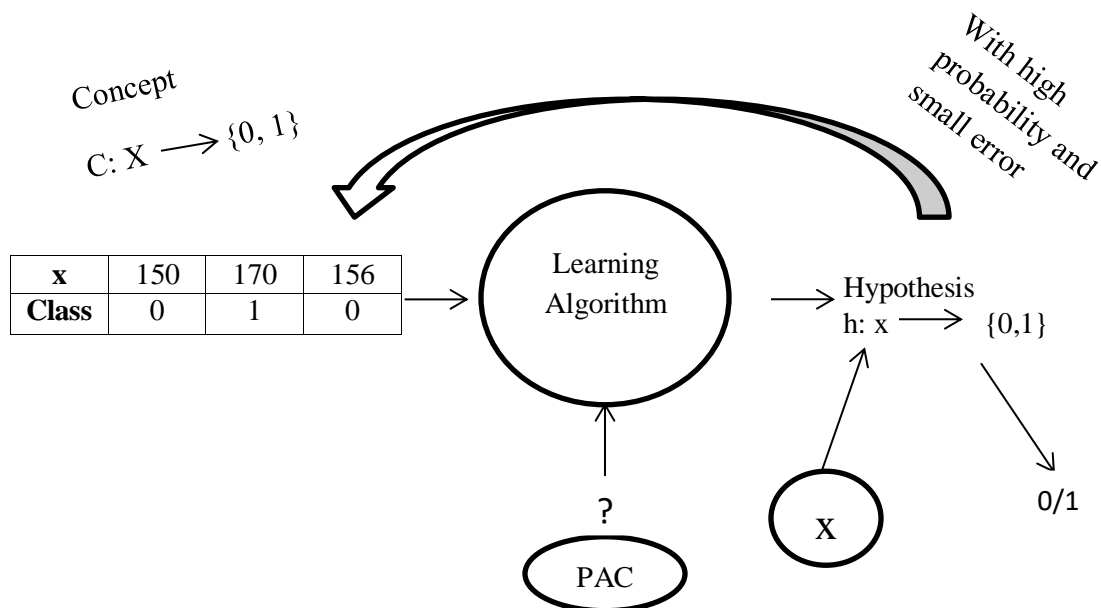 Concept
C: X {0, 1}
With high
probability and
small error
x 150 170 156
Class 0 1 0
Learning
Algorithm
Hypothesis
h: x {0,1}
?
PAC
X
0/1